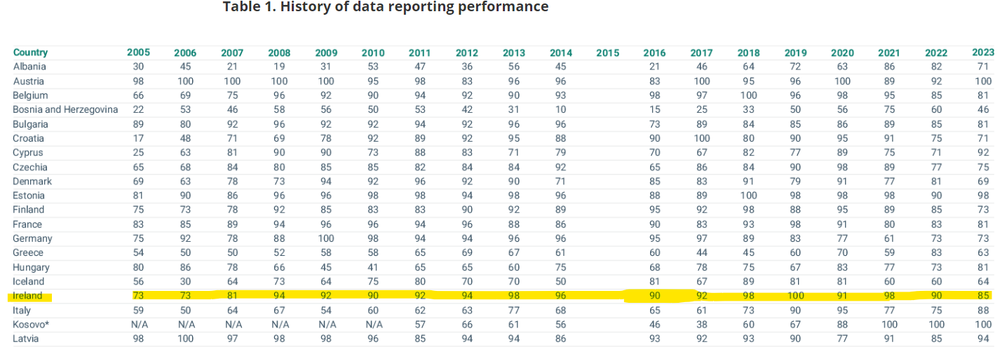 Table 1. History of data reporting performance
Country 2005 2006 2007 2008 2009 2010 2011 2012 2013 2014 2015 2016 2017 2018 2019 2020 2021 2022 2023
Albania 30 45 21 19 31 53 47 36 56 45 21 46 64 72 63 86 82 71
Austria 98 100 100 100 100 95 98 83 96 96 83 100 95 96 100 89 92 100
Belgium 66 69 75 96 92 90 94 92 90 93 98 97 100 96 98 95 85 81
Bosnia and Herzegovina 22 53 46 58 56 50 53 42 31 10 15 25 33 50 56 75 60 46
Bulgaria 89 80 92 96 92 92 94 92 96 96 73 89 84 85 86 89 85 81
Croatia 17 48 71 69 78 92 89 92 95 88 90 100 80 90 95 91 75 71
Cyprus 25 63 81 90 90 73 88 83 71 79 70 67 82 77 89 75 71 92
Czechia 65 68 84 80 85 85 82 84 84 92 65 86 84 90 98 89 77 75
Denmark 69 63 78 73 94 92 96 92 90 71 85 83 91 79 91 77 81 69
Estonia 81 90 86 96 96 98 98 94 98 96 88 89 100 98 98 98 90 98
Finland 75 73 78 92 85 83 83 90 92 89 95 92 98 88 95 89 85 73
France 83 85 89 94 96 96 94 96 88 86 90 83 93 98 91 80 83 81
Germany 75 92 78 88 100 98 94 94 96 96 95 97 89 83 77 61 73 73
Greece 54 50 50 52 58 58 65 69 67 61 60 44 45 60 70 59 83 63
Hungary 80 86 78 66 45 41 65 65 60 75 68 78 75 67 83 77 73 81
Iceland 56 30 64 73 64 75 80 70 70 50 81 67 89 81 81 60 60 64
Ireland 73 73 81 94 92 90 92 94 98 96 90 92 98 100 91 98 90 85
Italy 59 50 64 67 54 60 62 63 77 68 65 61 73 90 95 77 75 88
Kosovo* N/A N/A N/A N/A N/A N/A 57 66 61 56 46 38 60 67 88 100 100 100
Latvia 98 100 97 98 98 96 85 94 94 86 93 92 93 90 77 91 85 94